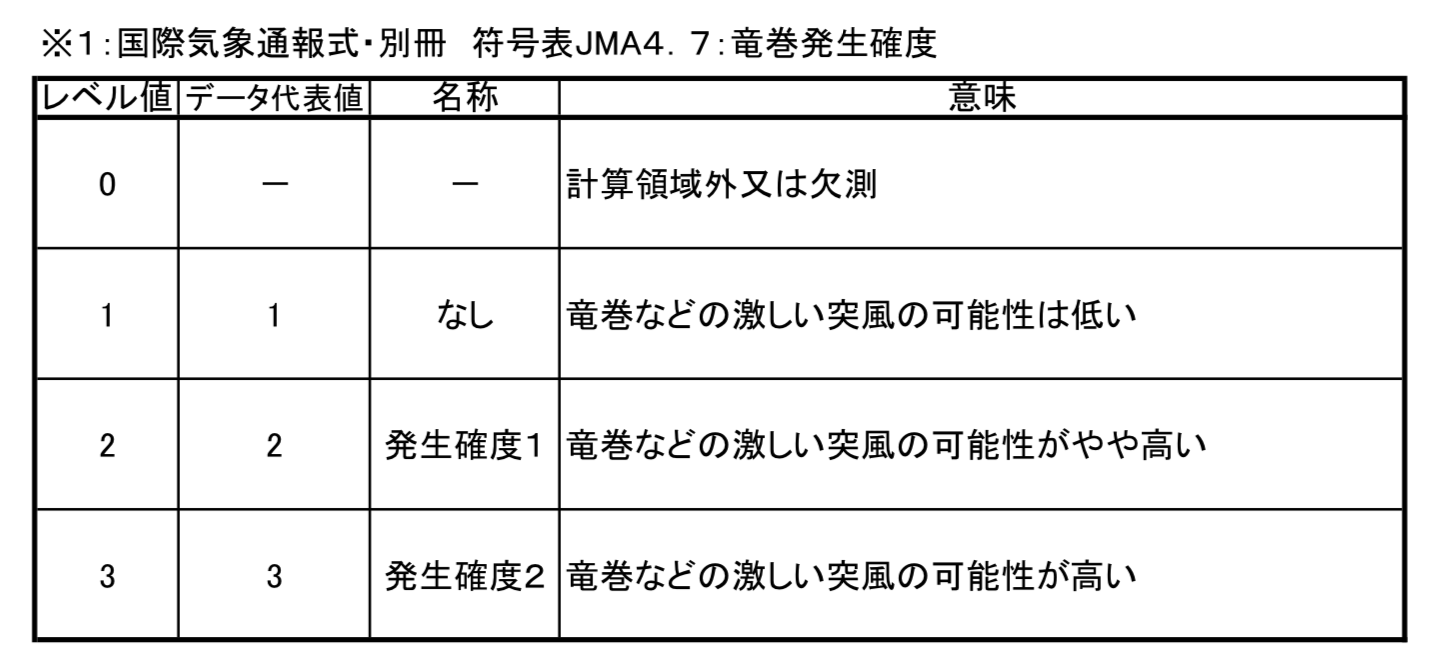 ※1:国際気象通報式・別冊 符号表JMA4.7:竜巻発生確度
レベル値 データ代表値 名称 意味
0 － － 計算領域外又は欠測
1 1 なし 竜巻などの激しい突風の可能性は低い
2 2 発生確度1 竜巻などの激しい突風の可能性がやや高い
3 3 発生確度2 竜巻などの激しい突風の可能性が高い